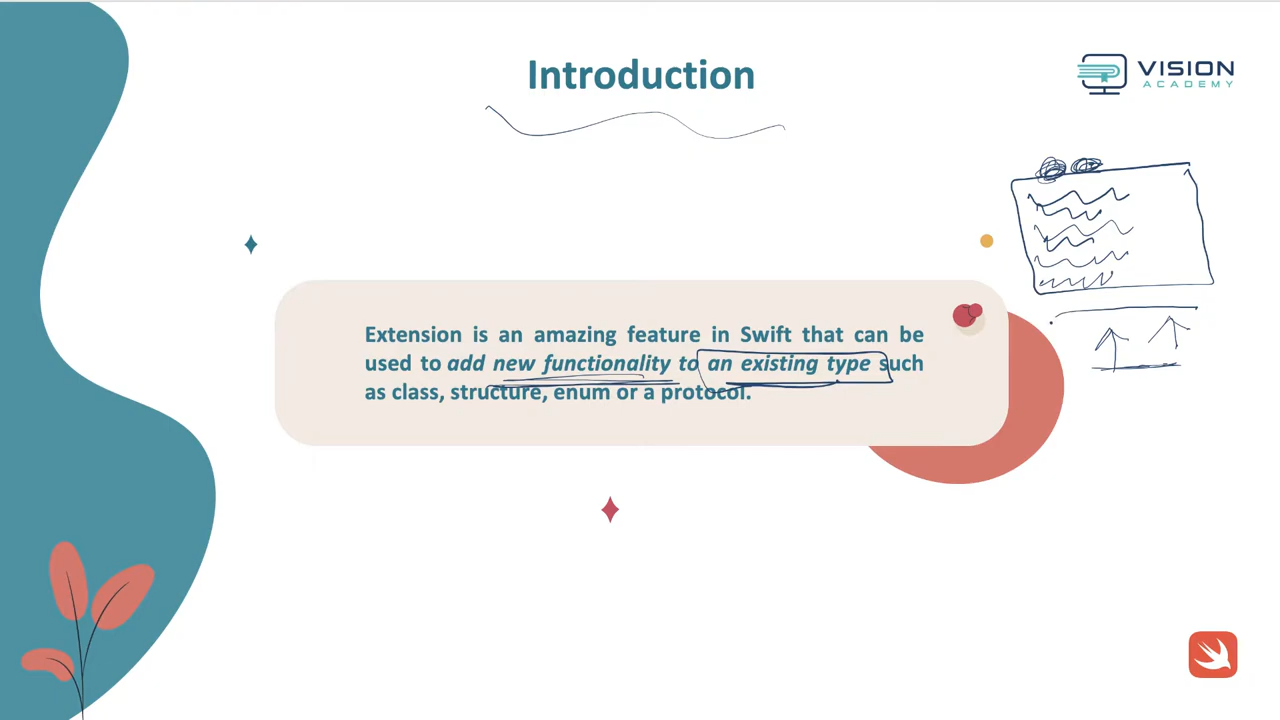 Introduction
VISION
ACADEMY
Extension is an amazing feature in Swift that can be
used to add new functionality to an existing type such
as class, structure, enum or a protocol.